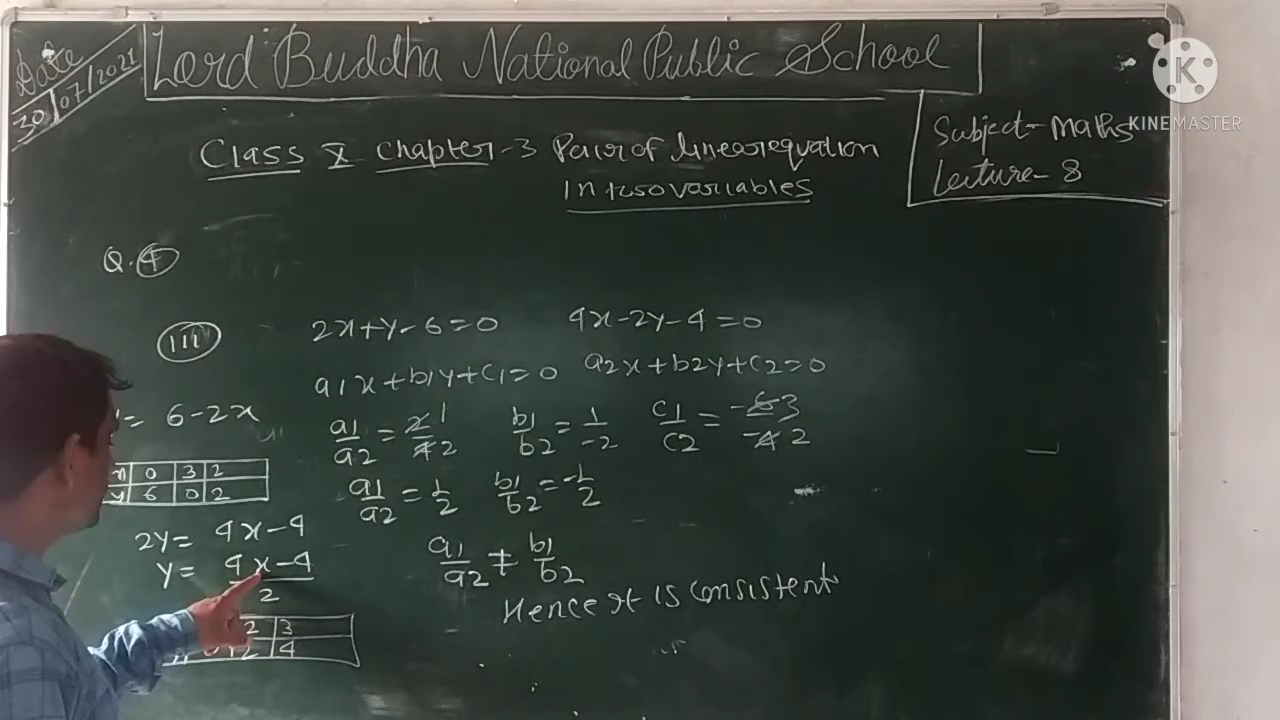 Date
30/07/2021
Lord Buddha National Public School
K
KINEMASTER
Subject- Maths
Lecture- 8
Class X Chapter-3 Pair of linear equation
In two variables
Q. 4
iii
2x+y-6=0 4x-2y-4=0
a1x+b1y+c1=0 a2x+b2y+c2=0
= 6-2x
a1/a2 = 2/4 1 2 b1/b2 = 1/-2 c1/c2 = -6/-4 3 2
x 0 3 2
y 6 0 2
a1/a2 = 1/2 b1/b2 = -1/2
2y = 4x-4
y = 4x-4/2
a1/a2 ≠ b1/b2
Hence it is consistent
2 3
2 4